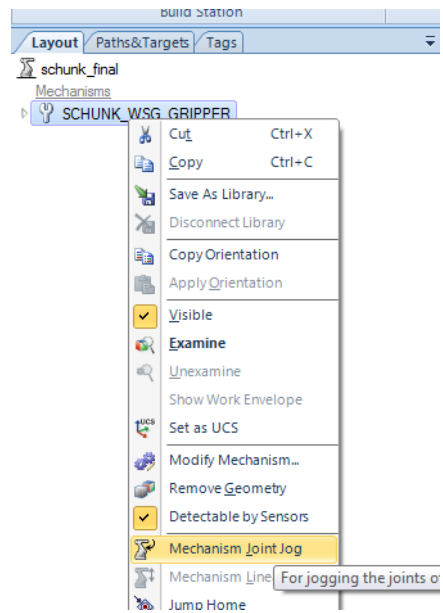 Build Station
Layout Paths&Targets Tags
schunk_final
Mechanisms
SCHUNK_WSG_GRIPPER
Cut Ctrl+X
Copy Ctrl+C
Save As Library...
Disconnect Library
Copy Orientation
Apply Orientation
Visible
Examine
Unexamine
Show Work Envelope
UCS Set as UCS
Modify Mechanism...
Remove Geometry
Detectable by Sensors
Mechanism Joint Jog
Mechanism Line For jogging the joints of
Jump Home